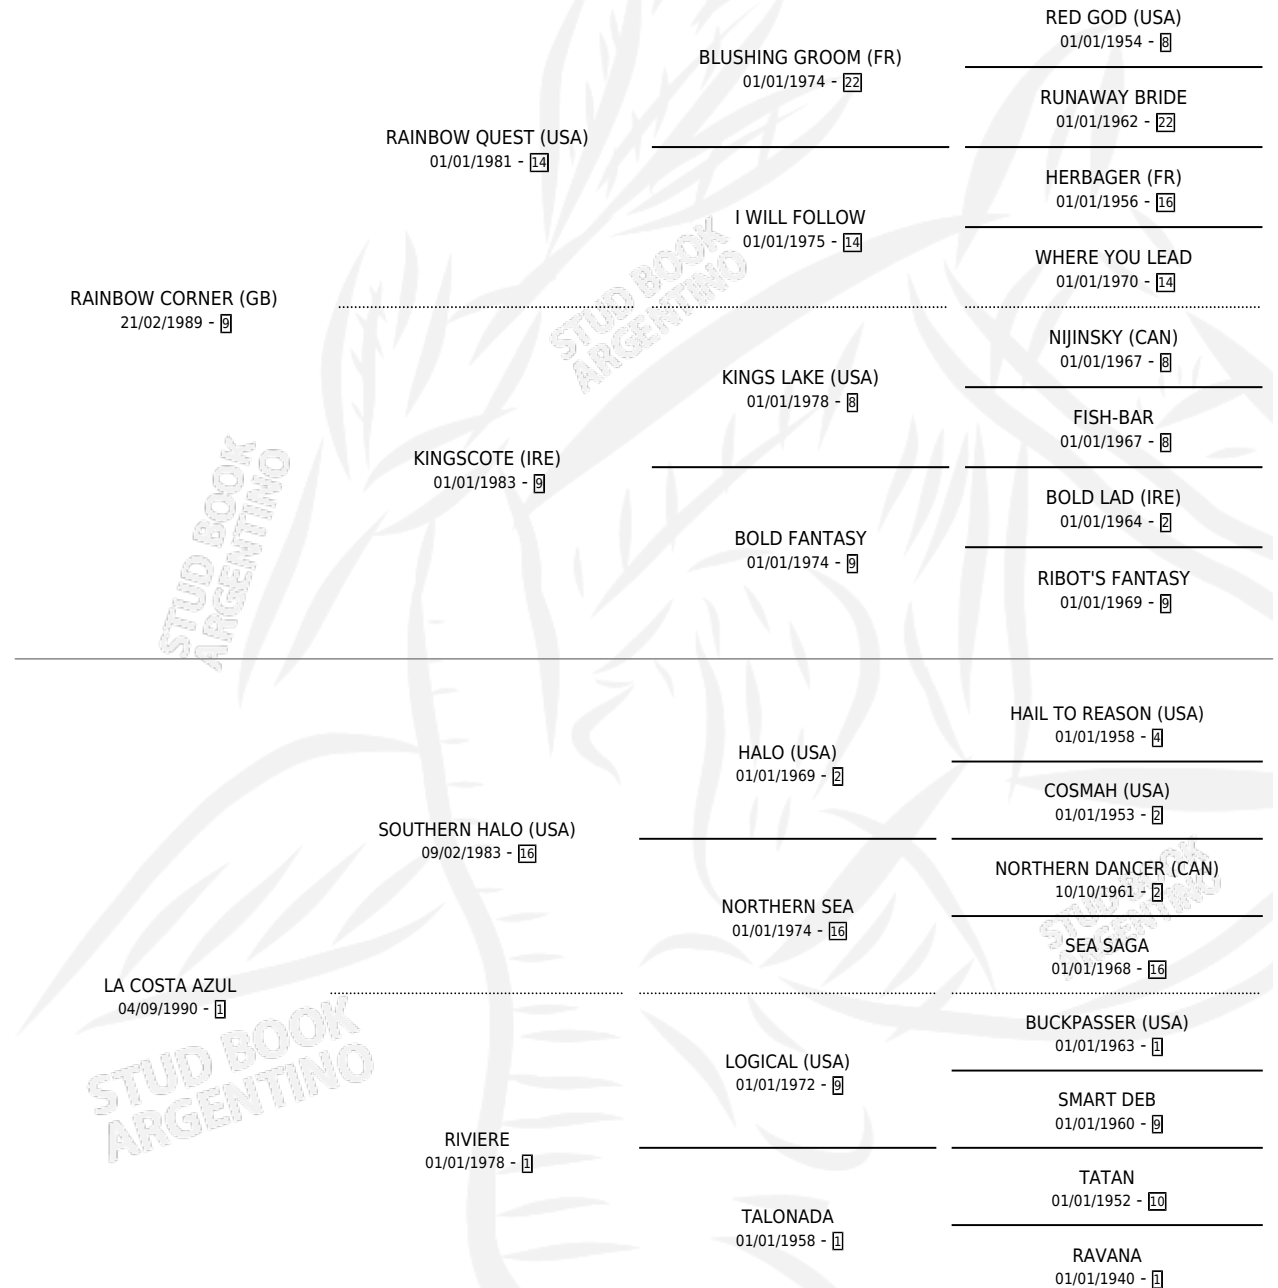 RED GOD (USA)
01/01/1954 - 8
BLUSHING GROOM (FR)
01/01/1974 - 22
RUNAWAY BRIDE
01/01/1962 - 22
RAINBOW QUEST (USA)
01/01/1981 - 14
HERBAGER (FR)
01/01/1956 - 16
I WILL FOLLOW
01/01/1975 - 14
WHERE YOU LEAD
01/01/1970 - 14
RAINBOW CORNER (GB)
21/02/1989 - 9
NIJINSKY (CAN)
01/01/1967 - 8
KINGS LAKE (USA)
01/01/1978 - 8
FISH-BAR
01/01/1967 - 8
KINGSCOTE (IRE)
01/01/1983 - 9
BOLD LAD (IRE)
01/01/1964 - 2
BOLD FANTASY
01/01/1974 - 9
RIBOT'S FANTASY
01/01/1969 - 9
STUD BOOK
ARGENTINO
STUD BOOK
ARGENTINO
HAIL TO REASON (USA)
01/01/1958 - 4
HALO (USA)
01/01/1969 - 2
COSMAH (USA)
01/01/1953 - 2
SOUTHERN HALO (USA)
09/02/1983 - 16
NORTHERN DANCER (CAN)
10/10/1961 - 2
NORTHERN SEA
01/01/1974 - 16
SEA SAGA
01/01/1968 - 16
STUD BOOK
ARGENTINO
LA COSTA AZUL
04/09/1990 - 1
BUCKPASSER (USA)
01/01/1963 - 1
LOGICAL (USA)
01/01/1972 - 9
SMART DEB
01/01/1960 - 9
STUD BOOK
ARGENTINO
RIVIERE
01/01/1978 - 1
TATAN
01/01/1952 - 10
TALONADA
01/01/1958 - 1
RAVANA
01/01/1940 - 1